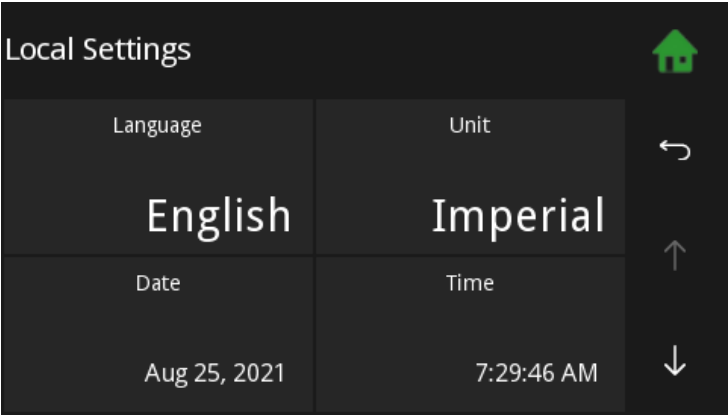 Local Settings
Language
Unit
English
Imperial
Date
Time
Aug 25, 2021
7:29:46 AM